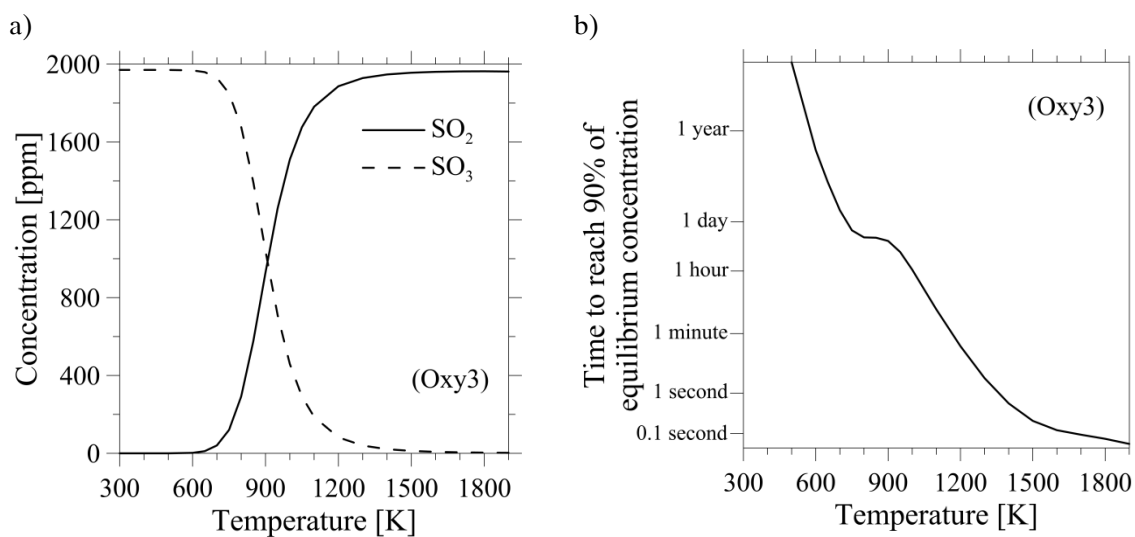 a)
2000
1600
1200
800
400
0
Concentration [ppm]
SO2
SO3
(Oxy3)
300 600 900 1200 1500 1800
Temperature [K]
b)
Time to reach 90% of
equilibrium concentration
1 year
1 day
1 hour
1 minute
1 second
0.1 second
(Oxy3)
300 600 900 1200 1500 1800
Temperature [K]